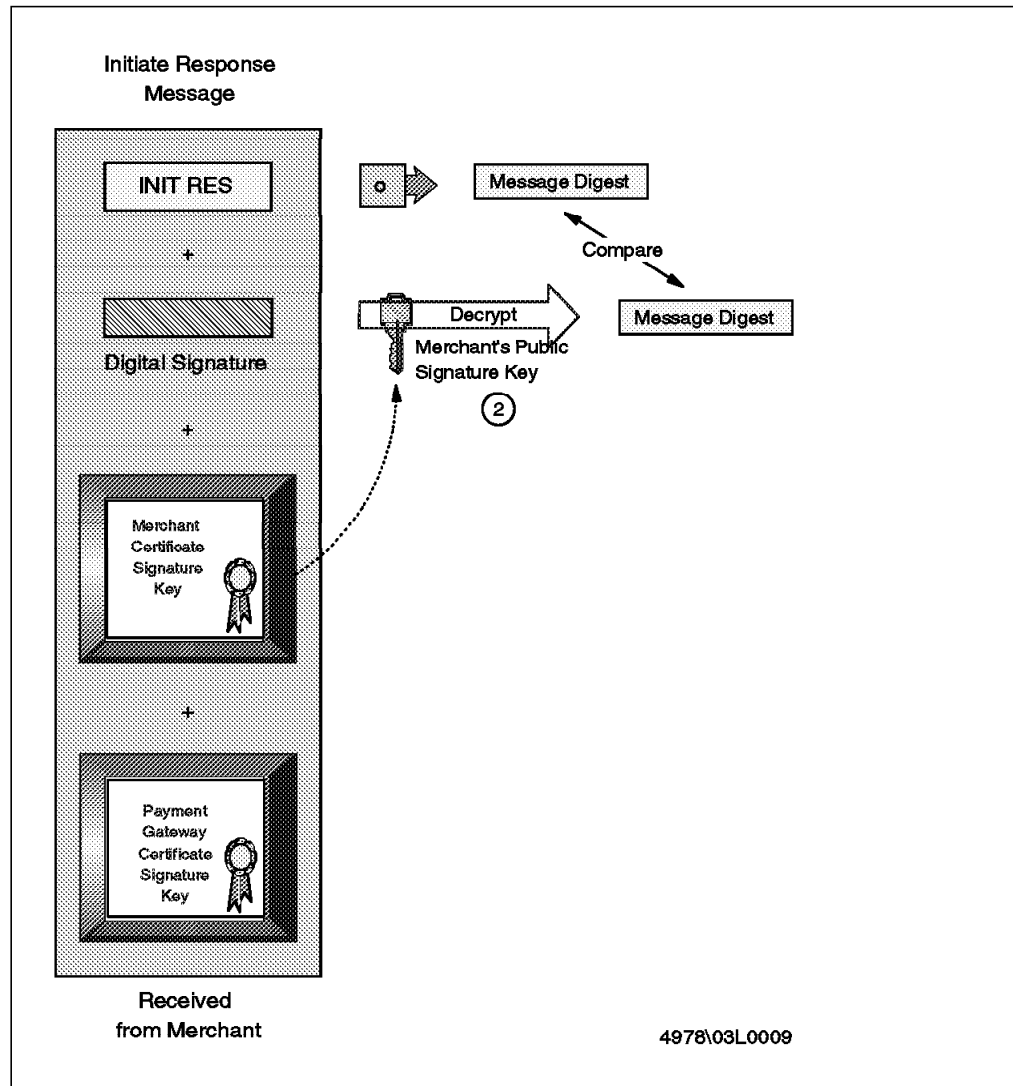 Initiate Response
Message
INIT RES
Message Digest
+
Compare
Decrypt
Message Digest
Digital Signature
Merchant's Public
Signature Key
2
+
Merchant
Certificate
Signature
Key
+
Payment
Gateway
Certificate
Signature
Key
Received
from Merchant
4978\03L0009